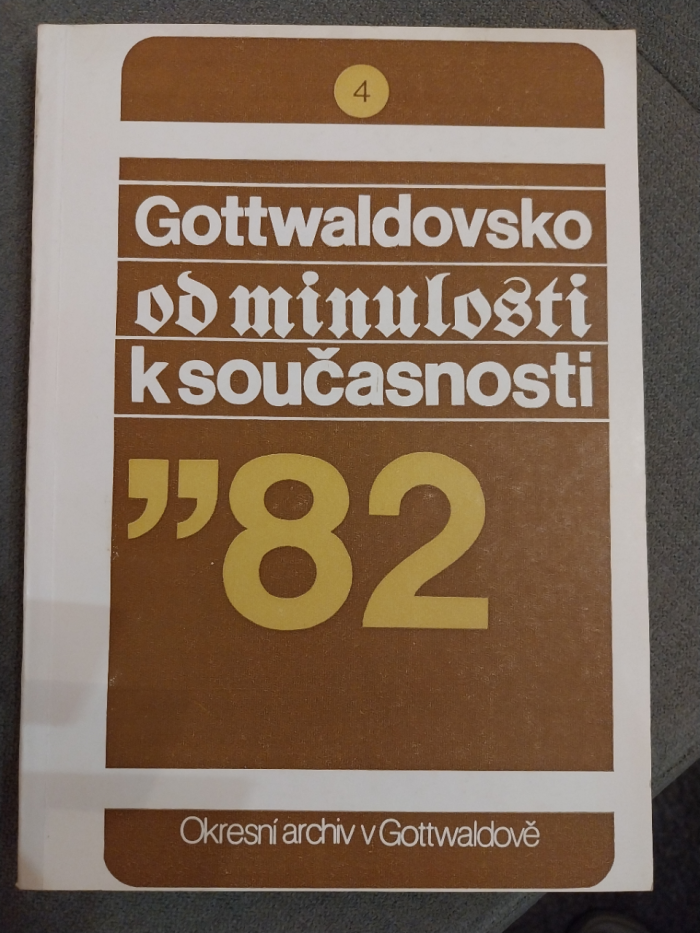 4
Gottwaldovsko
od minulosti
k současnosti
”82
Okresní archiv v Gottwaldově